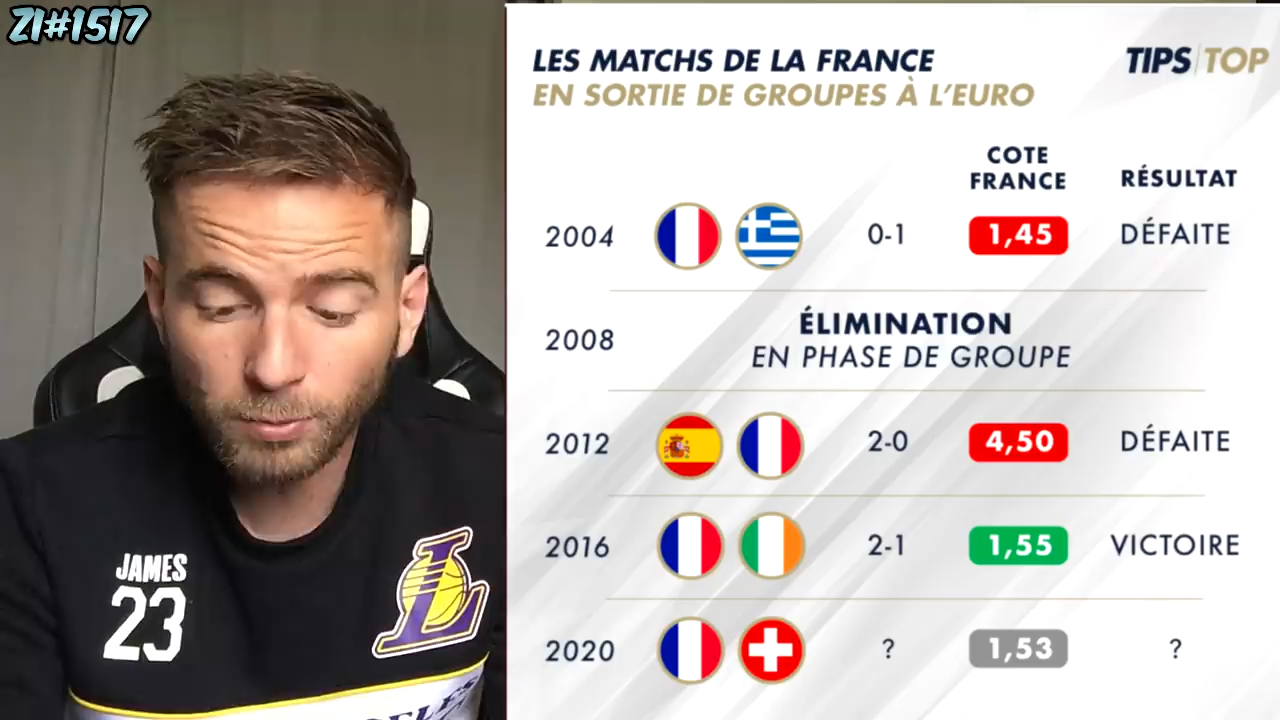 Z1#1517
LES MATCHS DE LA FRANCE
EN SORTIE DE GROUPES À L'EURO
TIPS|TOP
COTE
FRANCE
RÉSULTAT
2004 0-1 1,45 DÉFAITE
2008
ÉLIMINATION
EN PHASE DE GROUPE
2012 2-0 4,50 DÉFAITE
2016 2-1 1,55 VICTOIRE
2020 ? 1,53 ?
JAMES
23
L